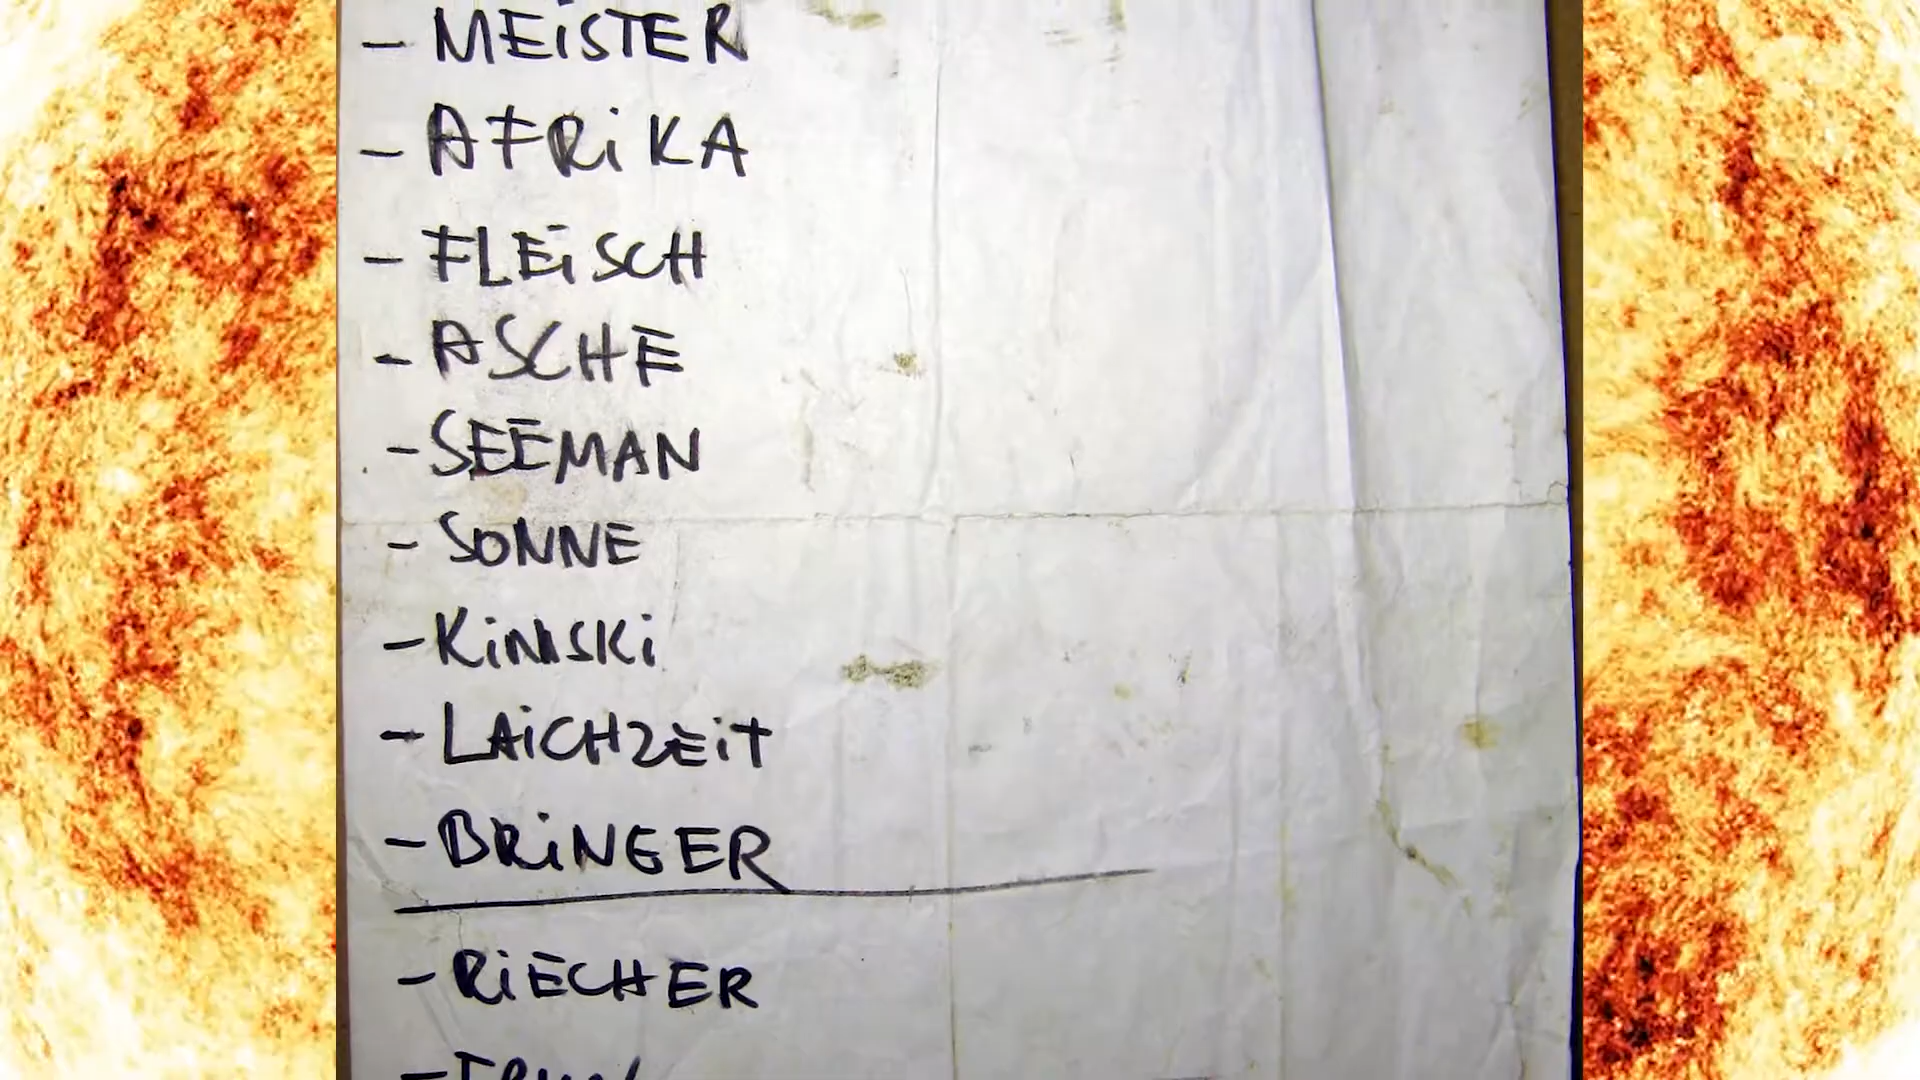 - MEiSTER
- AFRiKA
- FLEiSCH
- ASCHE
- SEEMAN
- SONNE
- KiNSKi
- LAiCHZEiT
- BRiNGER
- RiECHER